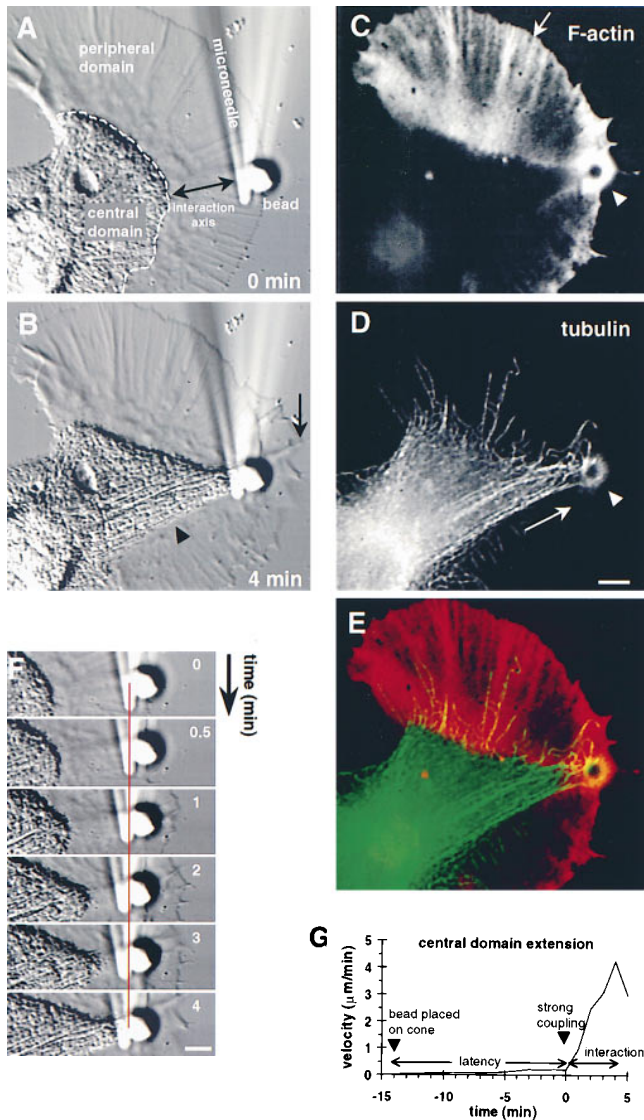 A
peripheral domain
microneedle
central domain
interaction axis
bead
0 min
B
4 min
C
F-actin
D
tubulin
E
F
time (min)
0
0.5
1
2
3
4
G
central domain extension
velocity (μm/min)
5
4
3
2
1
0
bead placed on cone
strong coupling
latency
interaction
-15
-10
-5
0
5
time (min)